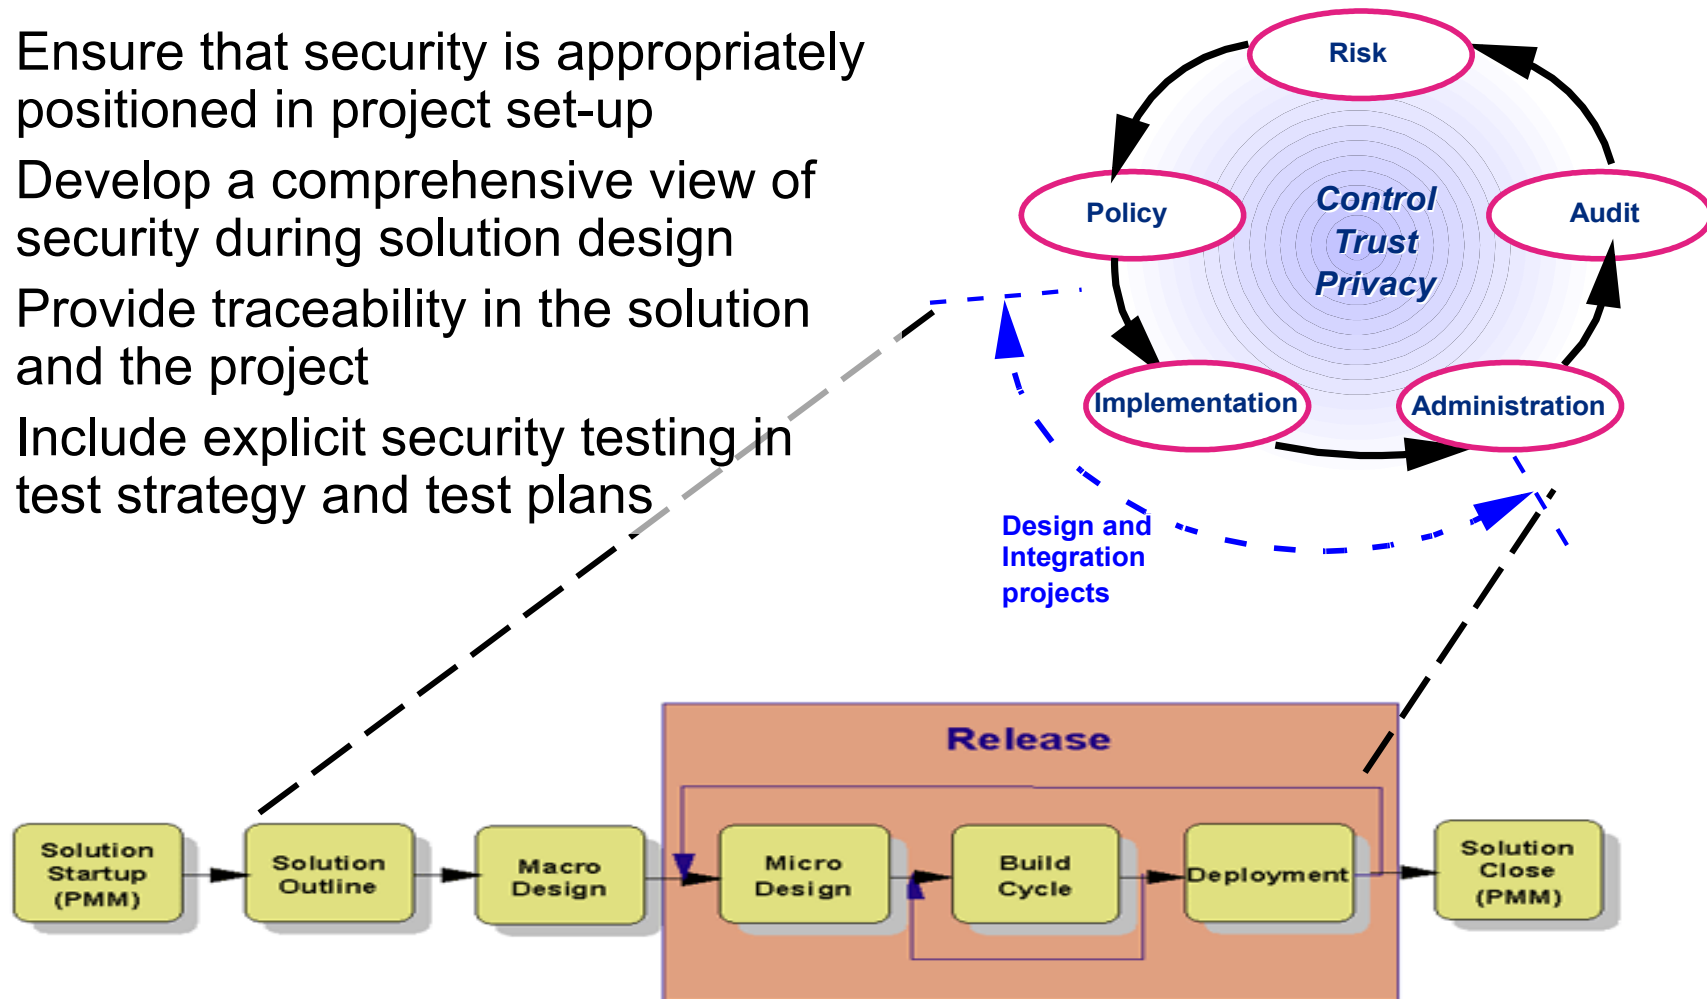 Ensure that security is appropriately
positioned in project set-up
Develop a comprehensive view of
security during solution design
Provide traceability in the solution
and the project
Include explicit security testing in
test strategy and test plans
Risk
Policy
Control
Trust
Privacy
Audit
Implementation
Administration
Design and
Integration
projects
Release
Solution
Startup
(PMM)
Solution
Outline
Macro
Design
Micro
Design
Build
Cycle
Deployment
Solution
Close
(PMM)